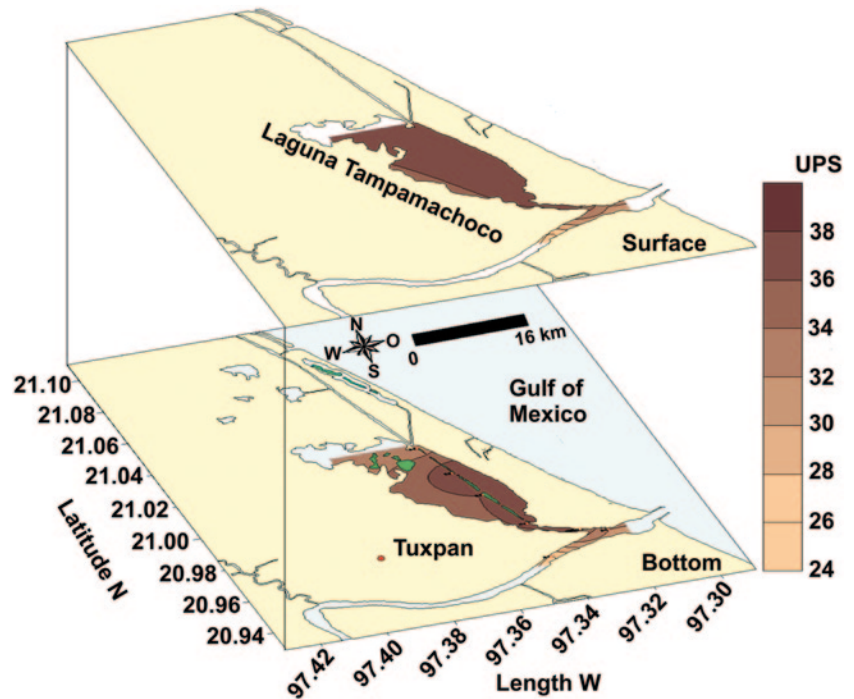 UPS
Laguna Tampamachoco
Surface
38
36
34
32
30
28
26
24
N
W
O
S
0
16 km
Gulf of
Mexico
21.10
21.08
21.06
21.04
21.02
21.00
20.98
20.96
20.94
Latitude N
Tuxpan
Bottom
97.42
97.40
97.38
97.36
97.34
97.32
97.30
Length W